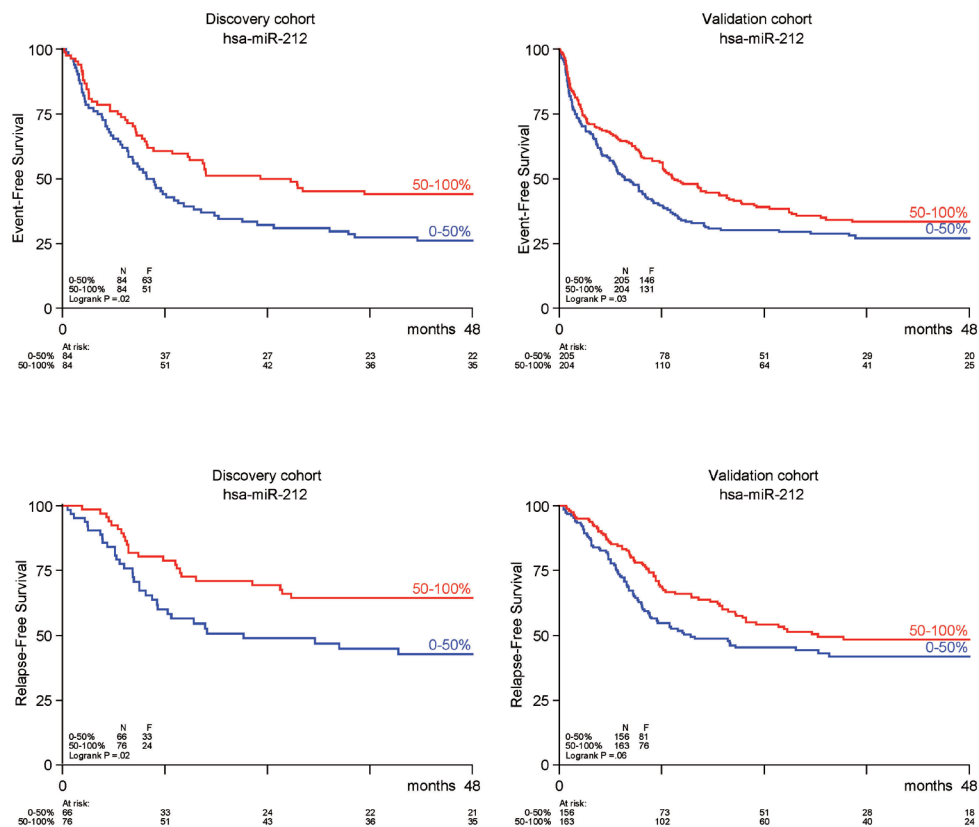 Discovery cohort
hsa-miR-212
Event-Free Survival
100
75
50
25
0
50-100%
0-50%
N F
0-50% 84 63
50-100% 84 51
Logrank P =.02
0 months 48
At risk:
0-50% 84 37 27 23 22
50-100% 84 51 42 36 35
Validation cohort
hsa-miR-212
Event-Free Survival
100
75
50
25
0
50-100%
0-50%
N F
0-50% 205 146
50-100% 204 131
Logrank P =.03
0 months 48
At risk:
0-50% 205 78 51 29 20
50-100% 204 110 64 41 25
Discovery cohort
hsa-miR-212
Relapse-Free Survival
100
75
50
25
0
50-100%
0-50%
N F
0-50% 66 33
50-100% 76 24
Logrank P =.02
0 months 48
At risk:
0-50% 66 33 24 22 21
50-100% 76 51 43 36 35
Validation cohort
hsa-miR-212
Relapse-Free Survival
100
75
50
25
0
50-100%
0-50%
N F
0-50% 156 81
50-100% 163 76
Logrank P =.06
0 months 48
At risk:
0-50% 156 73 51 28 18
50-100% 163 102 60 40 24